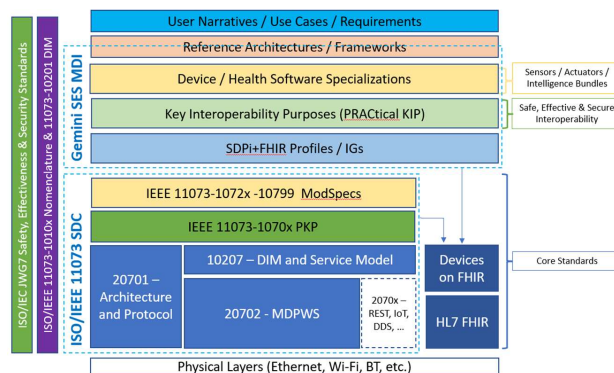 User Narratives / Use Cases / Requirements
Reference Architectures / Frameworks
Device / Health Software Specializations
Key Interoperability Purposes (PRACtical KIP)
SDPi+FHIR Profiles / IGs
Gemini SES MDI
ISO/IEC JWG7 Safety, Effectiveness & Security Standards
ISO/IEEE 11073-1010x Nomenclature & 11073-10201 DIM
Sensors / Actuators /
Intelligence Bundles
Safe, Effective & Secure
Interoperability
ISO/IEEE 11073 SDC
IEEE 11073-1072x -10799 ModSpecs
IEEE 11073-1070x PKP
20701 –
Architecture
and Protocol
10207 – DIM and Service Model
20702 - MDPWS
2070x –
REST, IoT,
DDS, ...
Devices
on FHIR
HL7 FHIR
Core Standards
Physical Layers (Ethernet, Wi-Fi, BT, etc.)